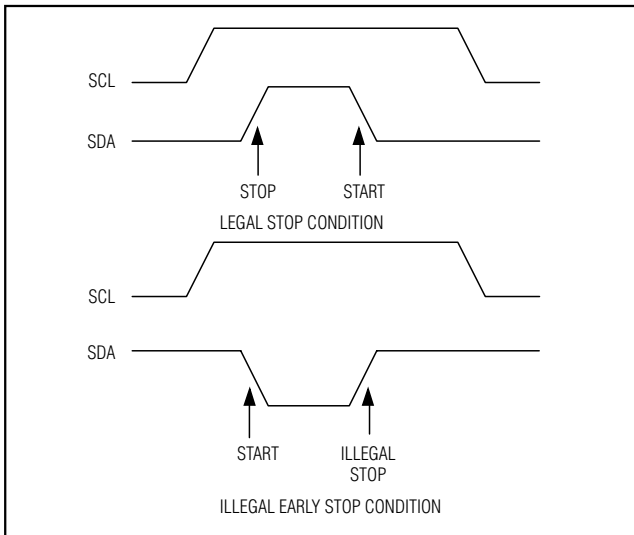 SCL
SDA
STOP START
LEGAL STOP CONDITION
SCL
SDA
START ILLEGAL
STOP
ILLEGAL EARLY STOP CONDITION